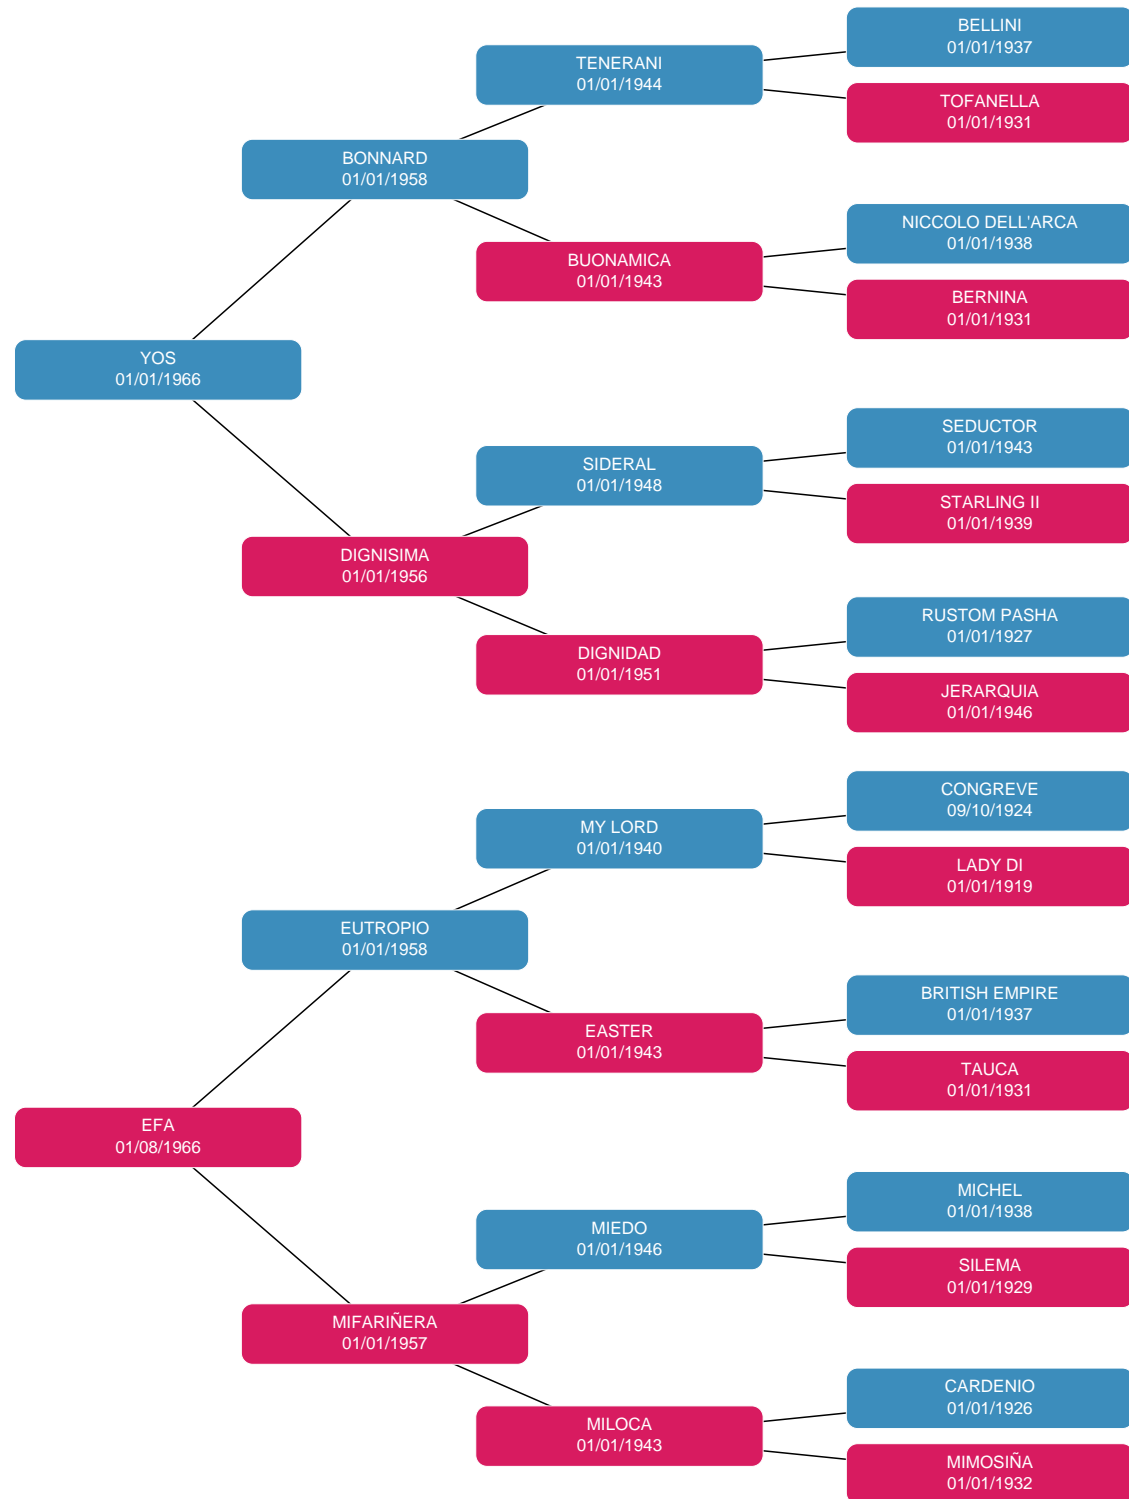 BELLINI
01/01/1937
TENERANI
01/01/1944
TOFANELLA
01/01/1931
BONNARD
01/01/1958
NICCOLO DELL'ARCA
01/01/1938
BUONAMICA
01/01/1943
BERNINA
01/01/1931
YOS
01/01/1966
SEDUCTOR
01/01/1943
SIDERAL
01/01/1948
STARLING II
01/01/1939
DIGNISIMA
01/01/1956
RUSTOM PASHA
01/01/1927
DIGNIDAD
01/01/1951
JERARQUIA
01/01/1946
CONGREVE
09/10/1924
MY LORD
01/01/1940
LADY DI
01/01/1919
EUTROPIO
01/01/1958
BRITISH EMPIRE
01/01/1937
EASTER
01/01/1943
TAUCA
01/01/1931
EFA
01/08/1966
MICHEL
01/01/1938
MIEDO
01/01/1946
SILEMA
01/01/1929
MIFARIÑERA
01/01/1957
CARDENIO
01/01/1926
MILOCA
01/01/1943
MIMOSIÑA
01/01/1932